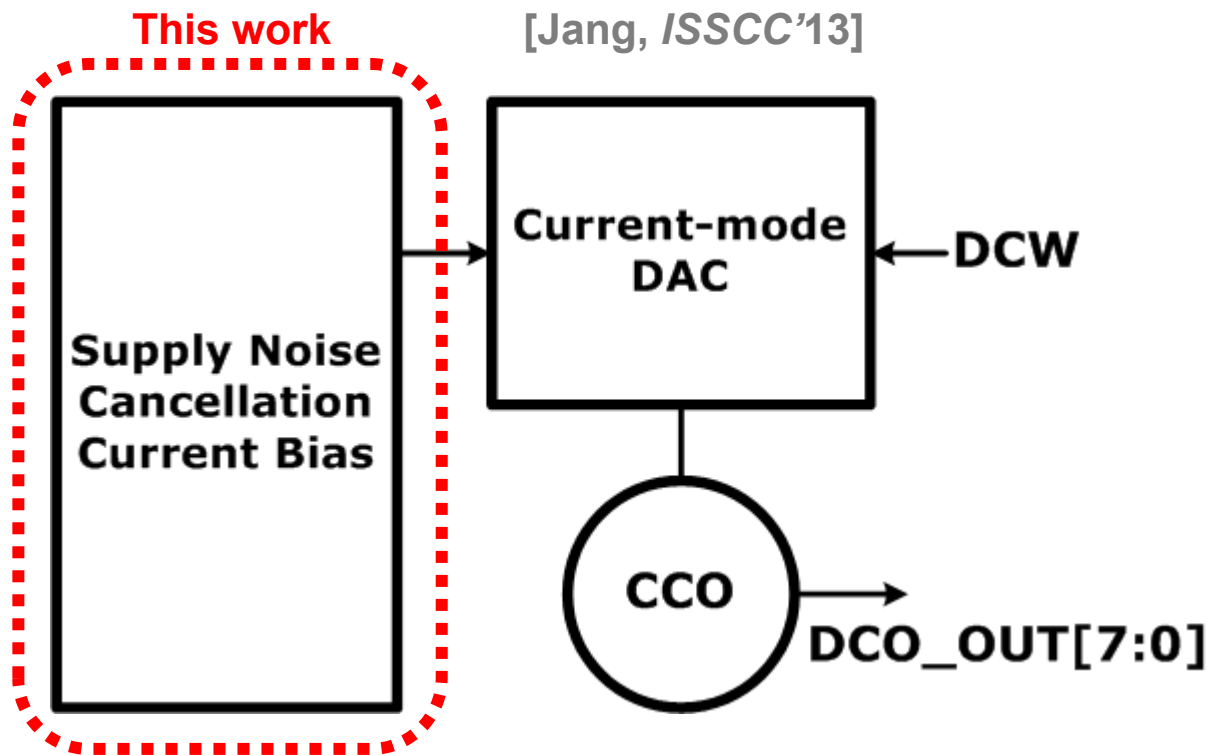 This work
[Jang, ISSCC'13]
Supply Noise
Cancellation
Current Bias
Current-mode
DAC
DCW
CCO
DCO_OUT[7:0]